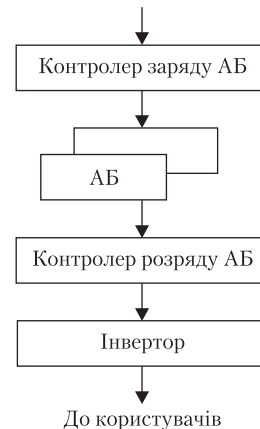 Контролер заряду АБ
АБ
Контролер розряду АБ
Інвертор
До користувачів